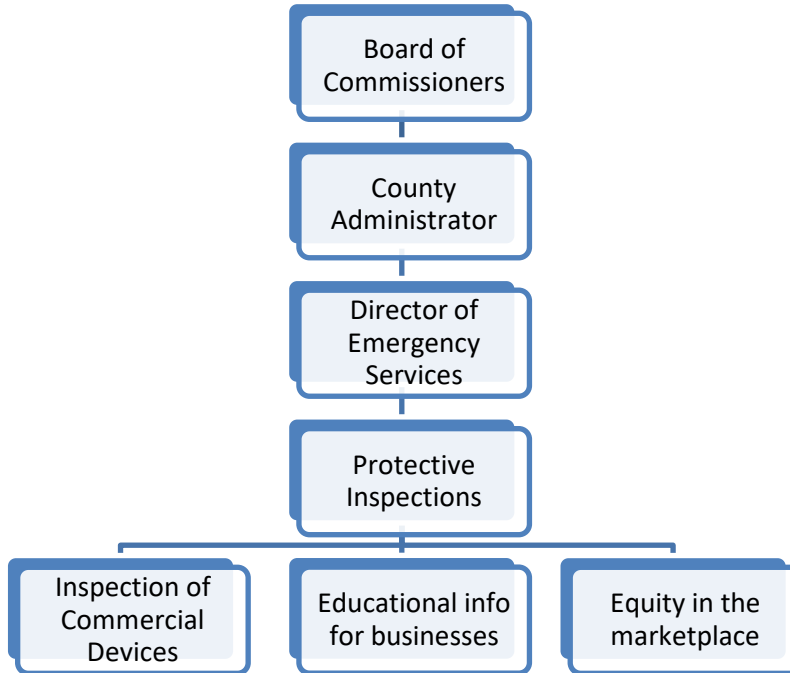 Board of
Commissioners
County
Administrator
Director of
Emergency
Services
Protective
Inspections
Inspection of
Commercial
Devices
Educational info
for businesses
Equity in the
marketplace